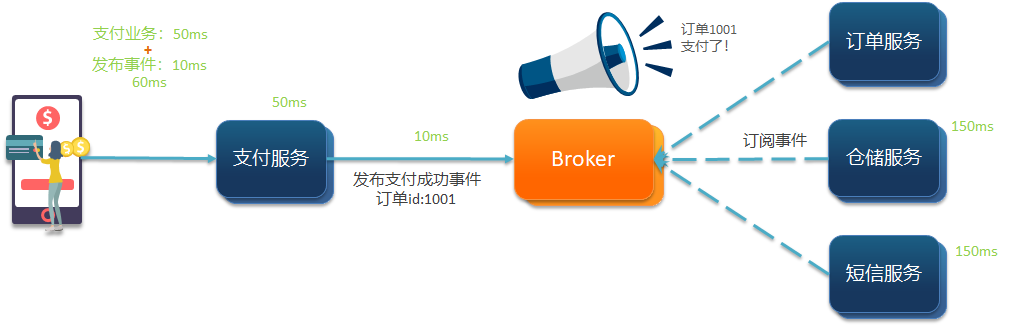 支付业务：50ms
+
发布事件：10ms
60ms
50ms
支付服务
10ms
发布支付成功事件
订单id:1001
Broker
订单1001
支付了！
订阅事件
订单服务
150ms
仓储服务
150ms
短信服务